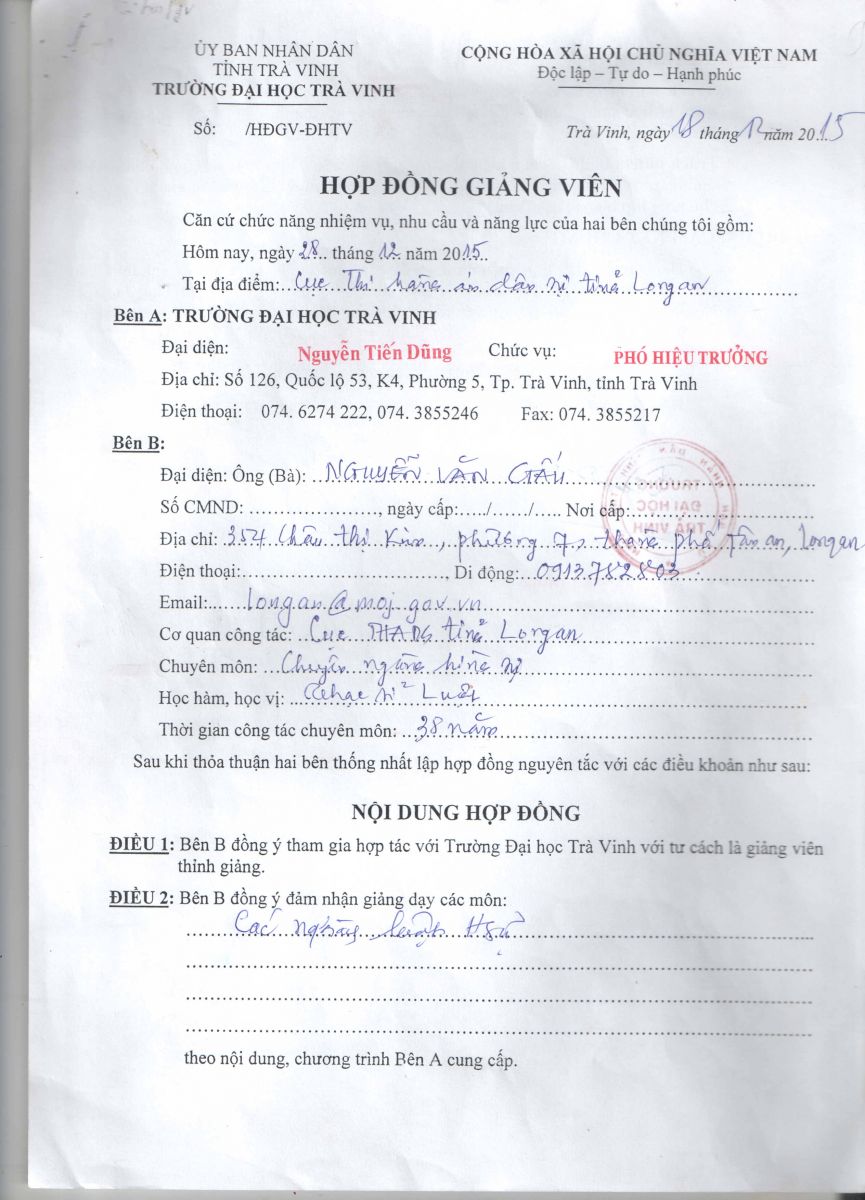 ỦY BAN NHÂN DÂN
TỈNH TRÀ VINH
TRƯỜNG ĐẠI HỌC TRÀ VINH
CỘNG HÒA XÃ HỘI CHỦ NGHĨA VIỆT NAM
Độc lập – Tự do – Hạnh phúc
Số: /HĐGV-ĐHTV
Trà Vinh, ngày 18 tháng 12 năm 2015
HỢP ĐỒNG GIẢNG VIÊN
Căn cứ chức năng nhiệm vụ, nhu cầu và năng lực của hai bên chúng tôi gồm:
Hôm nay, ngày 28 tháng 12 năm 2015..
Tại địa điểm: Cục Thi hành án dân sự tỉnh Long an
Bên A: TRƯỜNG ĐẠI HỌC TRÀ VINH
Đại diện: Nguyễn Tiến Dũng Chức vụ: PHÓ HIỆU TRƯỞNG
Địa chỉ: Số 126, Quốc lộ 53, K4, Phường 5, Tp. Trà Vinh, tỉnh Trà Vinh
Điện thoại: 074. 6274 222, 074. 3855246 Fax: 074. 3855217
Bên B:
Đại diện: Ông (Bà): NGUYỄN VĂN GẤU
Số CMND: ...................., ngày cấp:...../....../..... Nơi cấp:
TRƯỜNG
ĐẠI HỌC
TRÀ VINH
Địa chỉ: 354 Châu thị Kim, phường 7, thành phố Tân an, Long an
Điện thoại:................................, Di động: 0913782803
Email: longan@moj.gov.vn
Cơ quan công tác: Cục THADS tỉnh Long an
Chuyên môn: Chuyên ngành hình sự
Học hàm, học vị: Thạc sĩ Luật
Thời gian công tác chuyên môn: 38 năm
Sau khi thỏa thuận hai bên thống nhất lập hợp đồng nguyên tắc với các điều khoản như sau:
NỘI DUNG HỢP ĐỒNG
ĐIỀU 1: Bên B đồng ý tham gia hợp tác với Trường Đại học Trà Vinh với tư cách là giảng viên
thỉnh giảng.
ĐIỀU 2: Bên B đồng ý đảm nhận giảng dạy các môn:
Các luật
theo nội dung, chương trình Bên A cung cấp.